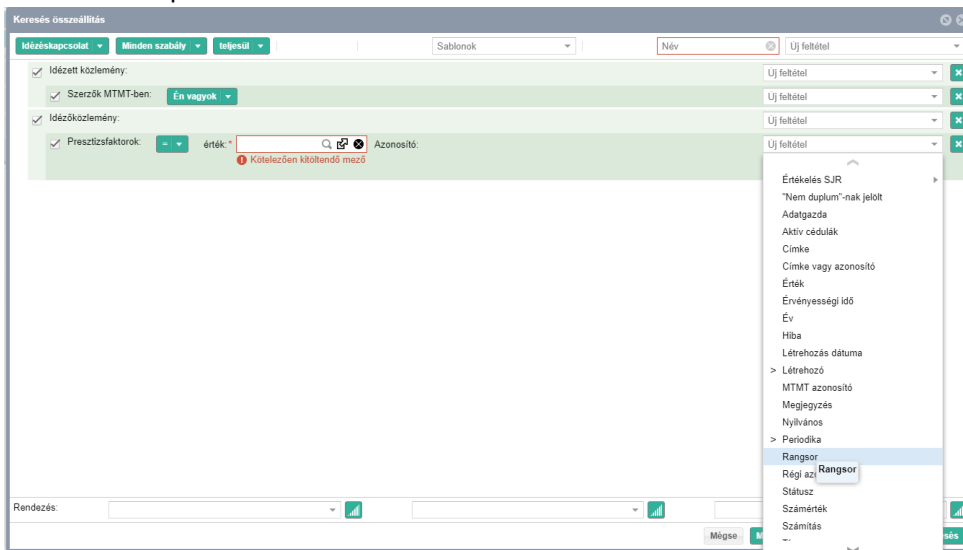 Keresés összeállítás
Idézéskapcsolat Minden szabály teljesül Sablonok Név Új feltétel
Idézett közlemény: Új feltétel
Szerzők MTMT-ben: Én vagyok Új feltétel
Idézőközlemény: Új feltétel
Presztízsfaktorok: = érték:* Azonosító: Új feltétel
Kötelezően kitöltendő mező
Értékelés SJR
"Nem duplum"-nak jelölt
Adatgazda
Aktív cédulák
Címke
Címke vagy azonosító
Érték
Érvényességi idő
Év
Hiba
Létrehozás dátuma
> Létrehozó
MTMT azonosító
Megjegyzés
Nyilvános
> Periodika
Rangsor
Rangsor
Régi
Státusz
Számérték
Számítás
Rendezés:
Mégse